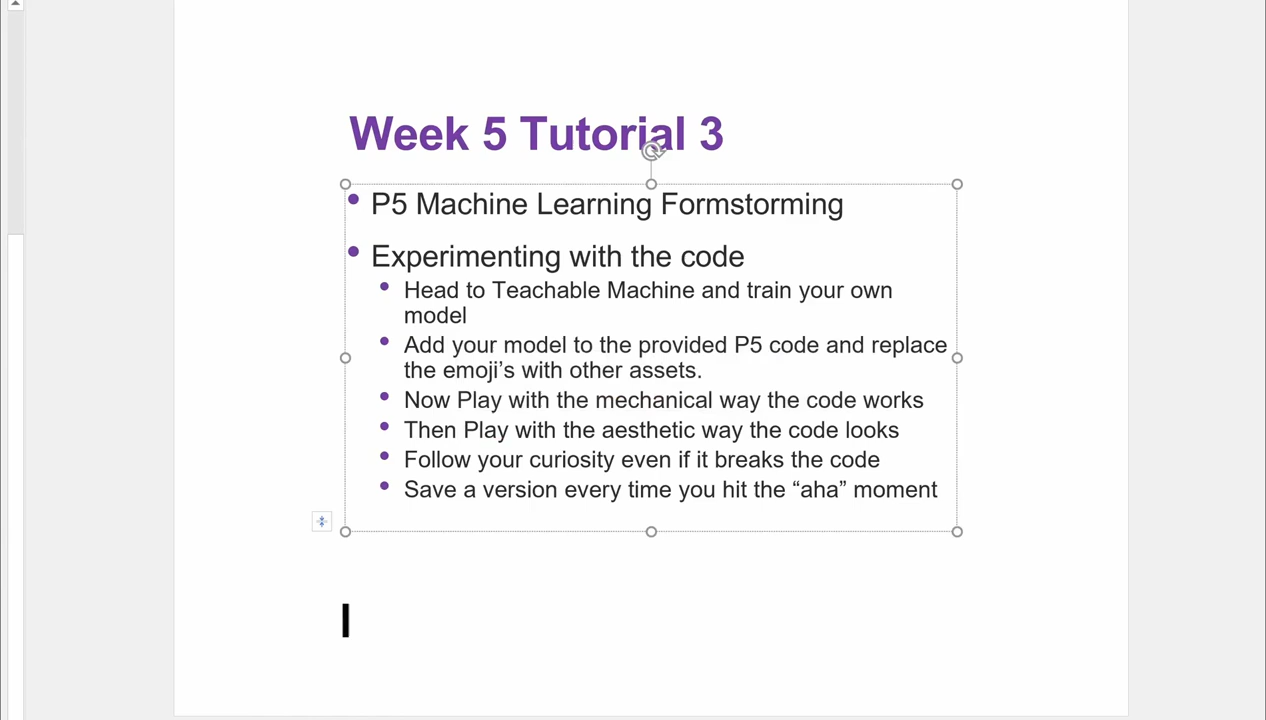 Week 5 Tutorial 3
P5 Machine Learning Formstorming
Experimenting with the code
Head to Teachable Machine and train your own
model
Add your model to the provided P5 code and replace
the emoji’s with other assets.
Now Play with the mechanical way the code works
Then Play with the aesthetic way the code looks
Follow your curiosity even if it breaks the code
Save a version every time you hit the “aha” moment